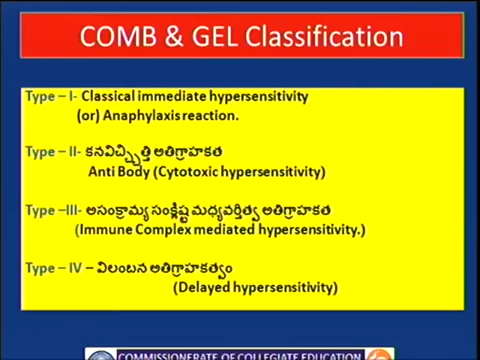 COMB & GEL Classification
Type – I- Classical immediate hypersensitivity
(or) Anaphylaxis reaction.
Type – II- కనవిచ్ఛిత్తి అతిగ్రాహకత
Anti Body (Cytotoxic hypersensitivity)
Type –III- అసంక్రామ్య సంక్లిష్ట మధ్యవర్తిత్వ అతిగ్రాహకత
(Immune Complex mediated hypersensitivity.)
Type – IV – విలంబన అతిగ్రాహకత్వం
(Delayed hypersensitivity)
COMMISSIONERATE OF COLLEGIATE EDUCATION